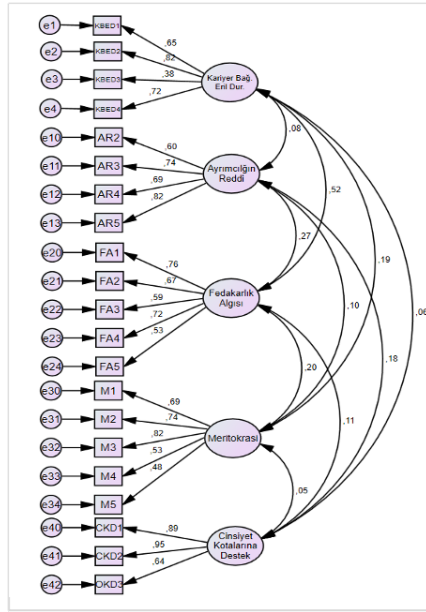 e1 KBED1 ,65
e2 KBED2 ,82
e3 KBED3 ,38
e4 KBED4 ,72
Kariyer Bağ.
Eril Dur.
,08
e10 AR2 ,60
e11 AR3 ,74
e12 AR4 ,69
e13 AR5 ,82
Ayrımcılğın
Reddi
,52
,27
,19
e20 FA1 ,76
e21 FA2 ,67
e22 FA3 ,59
e23 FA4 ,72
e24 FA5 ,53
Fedakarlık
Algısı
,10
,06
,18
,20
,11
e30 M1 ,69
e31 M2 ,74
e32 M3 ,82
e33 M4 ,53
e34 M5 ,48
Meritokrasi
,05
e40 CKD1 ,89
e41 CKD2 ,95
e42 OKD3 ,64
Cinsiyet
Kotalarına
Destek